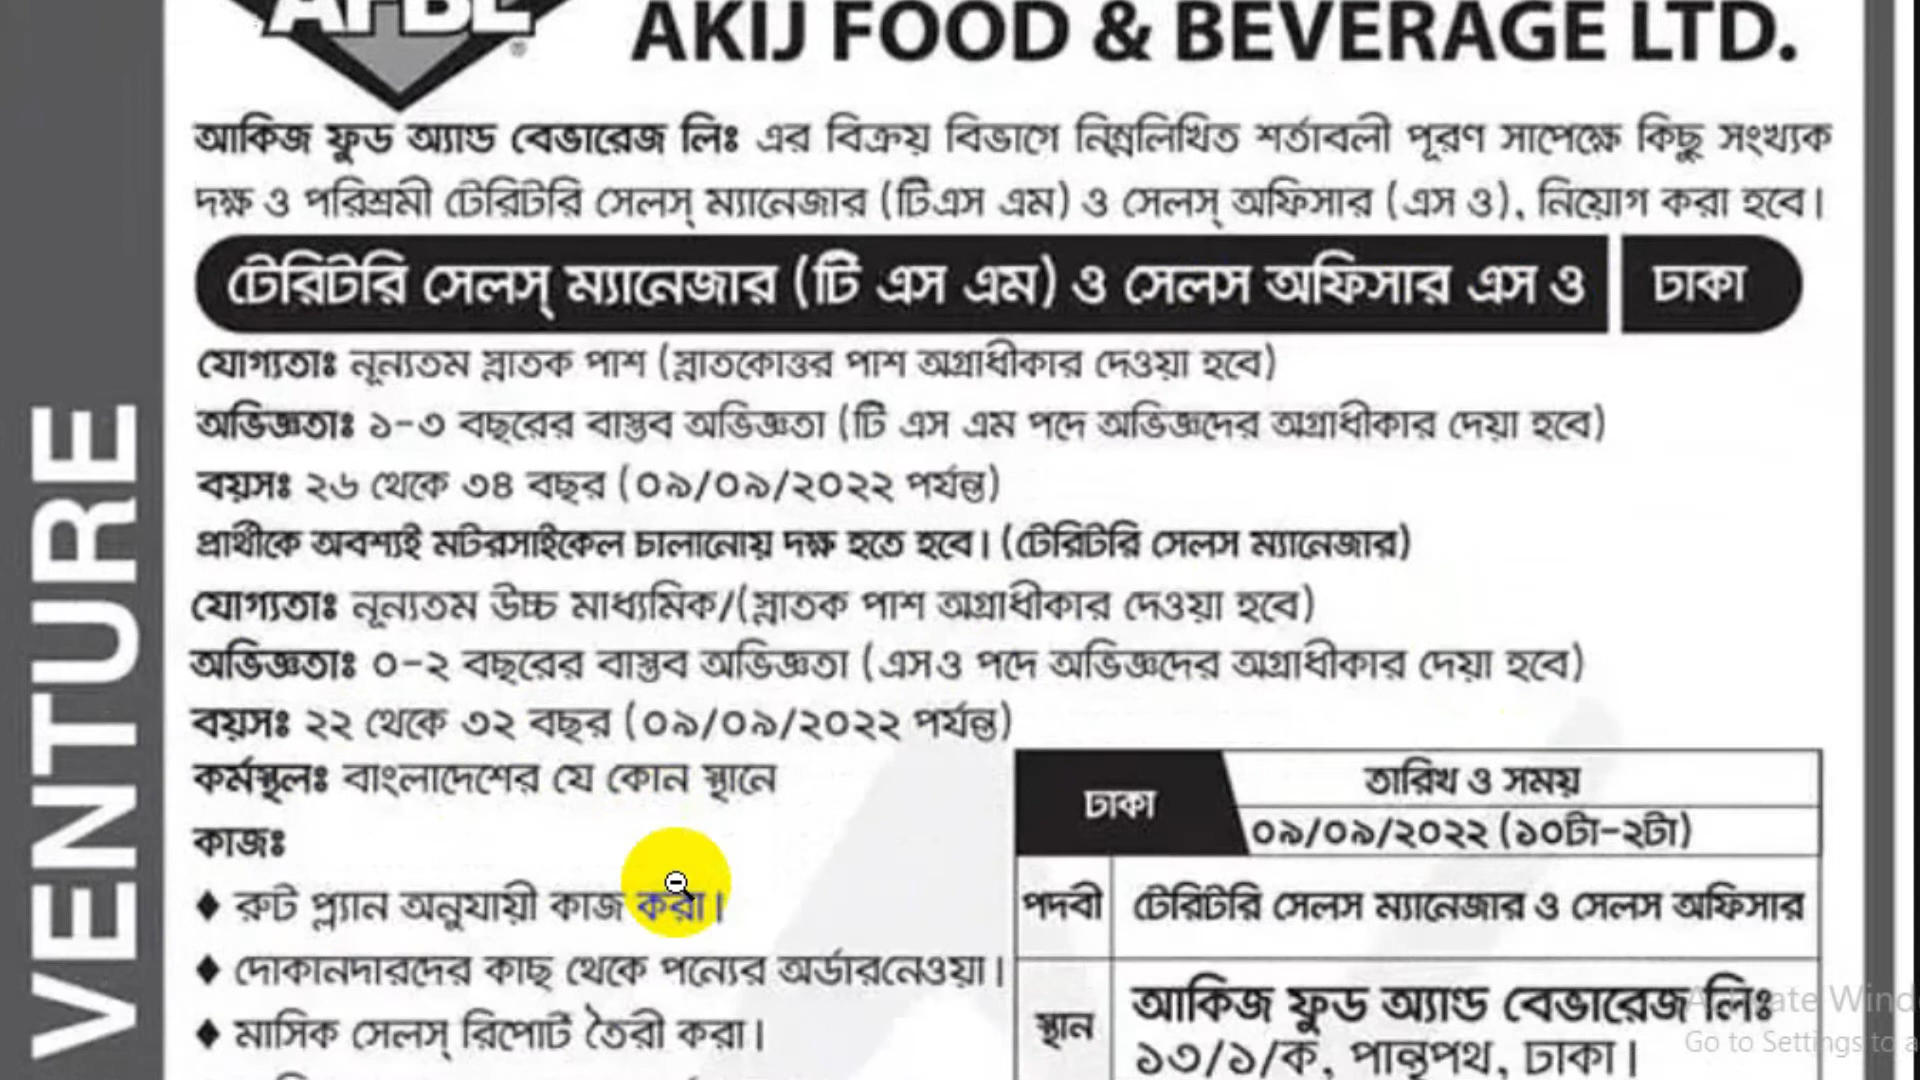 AFBL
®
AKIJ FOOD & BEVERAGE LTD.
আকিজ ফুড অ্যান্ড বেভারেজ লিঃ এর বিক্রয় বিভাগে নিম্নলিখিত শর্তাবলী পূরণ সাপেক্ষে কিছু সংখ্যক
দক্ষ ও পরিশ্রমী টেরিটরি সেলস্ ম্যানেজার (টিএস এম) ও সেলস্ অফিসার (এস ও), নিয়োগ করা হবে।
টেরিটরি সেলস্ ম্যানেজার (টি এস এম) ও সেলস অফিসার এস ও ঢাকা
যোগ্যতাঃ নূন্যতম স্নাতক পাশ (স্নাতকোত্তর পাশ অগ্রাধীকার দেওয়া হবে)
অভিজ্ঞতাঃ ১-৩ বছরের বাস্তব অভিজ্ঞতা (টি এস এম পদে অভিজ্ঞদের অগ্রাধীকার দেয়া হবে)
বয়সঃ ২৬ থেকে ৩৪ বছর (০৯/০৯/২০২২ পর্যন্ত)
প্রার্থীকে অবশ্যই মটরসাইকেল চালানোয় দক্ষ হতে হবে। (টেরিটরি সেলস ম্যানেজার)
যোগ্যতাঃ নূন্যতম উচ্চ মাধ্যমিক/(স্নাতক পাশ অগ্রাধীকার দেওয়া হবে)
অভিজ্ঞতাঃ ০-২ বছরের বাস্তব অভিজ্ঞতা (এসও পদে অভিজ্ঞদের অগ্রাধীকার দেয়া হবে)
বয়সঃ ২২ থেকে ৩২ বছর (০৯/০৯/২০২২ পর্যন্ত)
কর্মস্থলঃ বাংলাদেশের যে কোন স্থানে
কাজঃ
♦ রুট প্ল্যান অনুযায়ী কাজ করা।
♦ দোকানদারদের কাছ থেকে পন্যের অর্ডারনেওয়া।
♦ মাসিক সেলস্ রিপোর্ট তৈরী করা।
ঢাকা
তারিখ ও সময়
০৯/০৯/২০২২ (১০টা-২টা)
পদবী টেরিটরি সেলস ম্যানেজার ও সেলস অফিসার
স্থান
আকিজ ফুড অ্যান্ড বেভারেজ লিঃ
১৩/১/ক, পান্থপথ, ঢাকা।
VENTURE
Go to Settings to